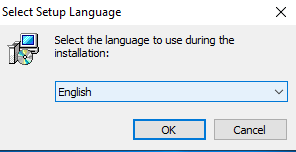 Select Setup Language
Select the language to use during the
installation:
English
OK
Cancel